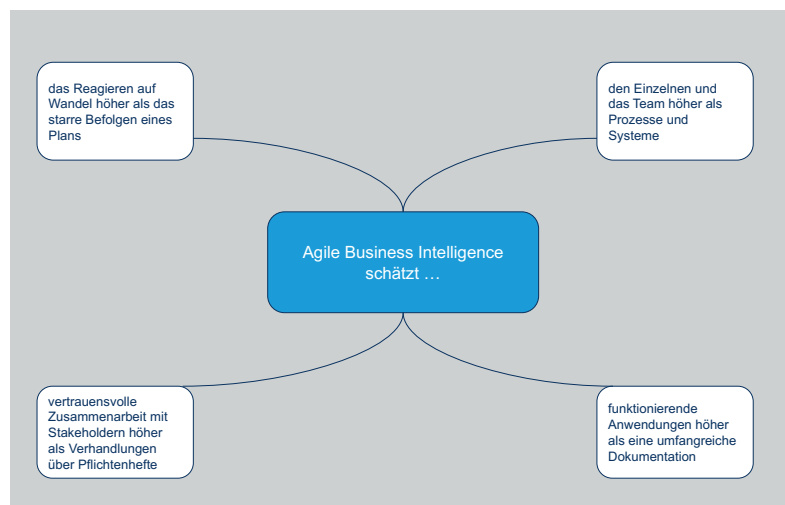 das Reagieren auf
Wandel höher als das
starre Befolgen eines
Plans
den Einzelnen und
das Team höher als
Prozesse und
Systeme
Agile Business Intelligence
schätzt …
vertrauensvolle
Zusammenarbeit mit
Stakeholdern höher
als Verhandlungen
über Pflichtenhefte
funktionierende
Anwendungen höher
als eine umfangreiche
Dokumentation